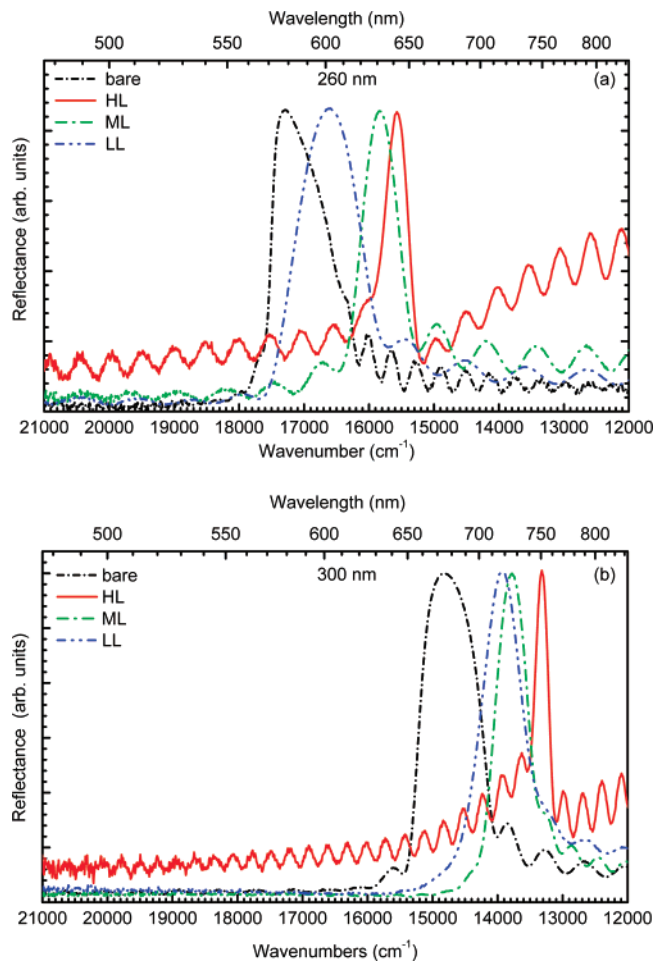 Wavelength (nm)
500 550 600 650 700 750 800
bare
HL
ML
LL
260 nm
(a)
Reflectance (arb. units)
21000 20000 19000 18000 17000 16000 15000 14000 13000 12000
Wavenumber (cm-1)
Wavelength (nm)
500 550 600 650 700 750 800
bare
HL
ML
LL
300 nm
(b)
Reflectance (arb. units)
21000 20000 19000 18000 17000 16000 15000 14000 13000 12000
Wavenumbers (cm-1)